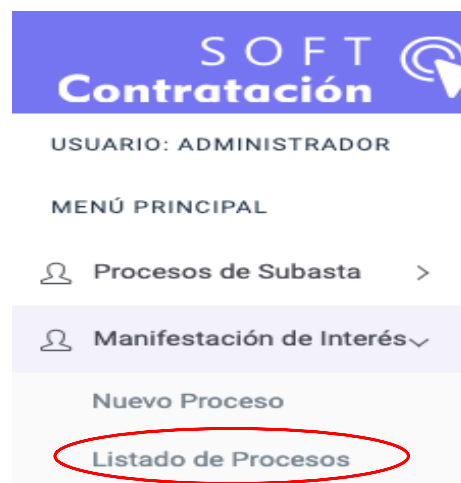 SOFT
Contratación
USUARIO: ADMINISTRADOR
MENÚ PRINCIPAL
Procesos de Subasta >
Manifestación de Interés
Nuevo Proceso
Listado de Procesos